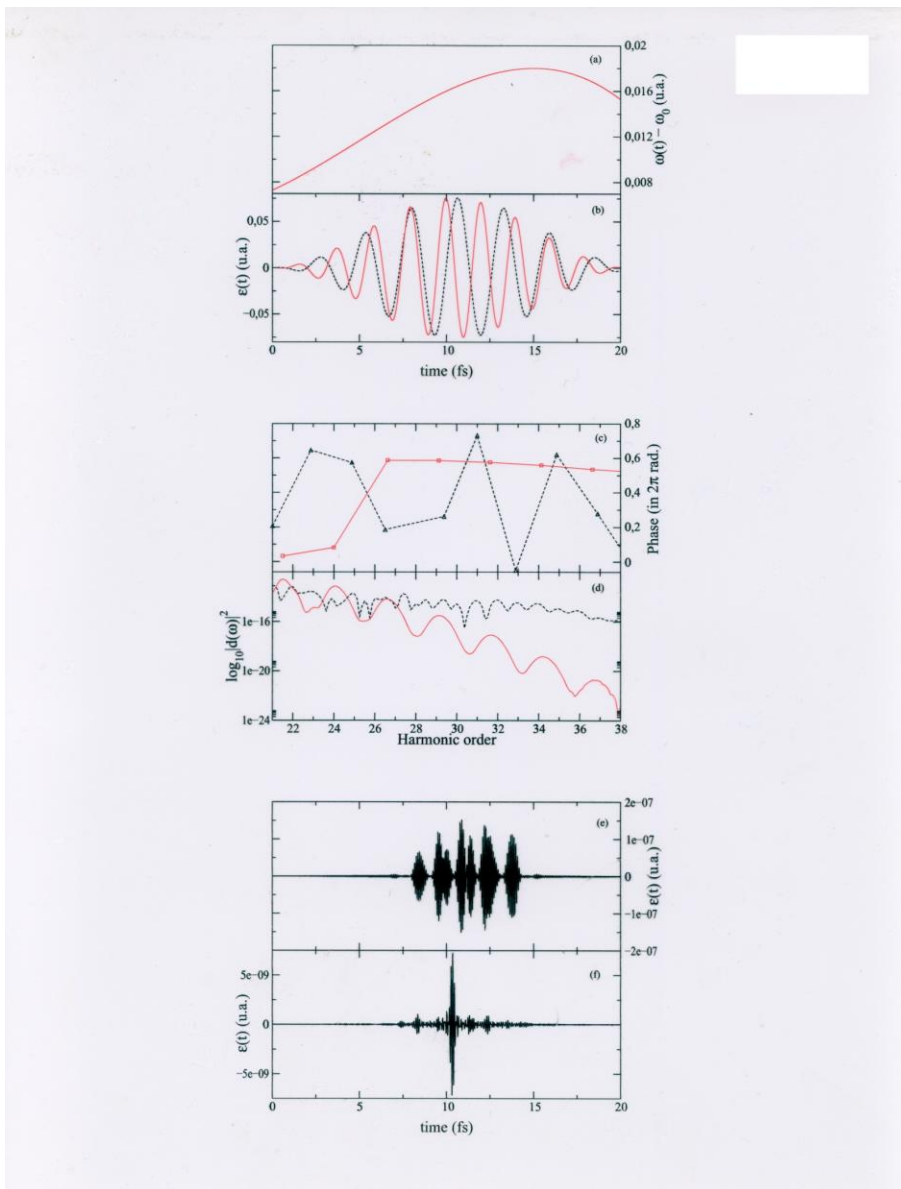 (a)
0,02
0,016
0,012
0,008
ω(t) − ω₀ (u.a.)
(b)
0,05
0
−0,05
ε(t) (u.a.)
0 5 10 15 20
time (fs)
(c)
0,8
0,6
0,4
0,2
0
Phase (in 2π rad.)
(d)
1e−16
1e−20
1e−24
log₁₀|d(ω)|²
22 24 26 28 30 32 34 36 38
Harmonic order
(e)
2e−07
1e−07
0
−1e−07
−2e−07
ε(t) (u.a.)
(f)
5e−09
0
−5e−09
ε(t) (u.a.)
0 5 10 15 20
time (fs)